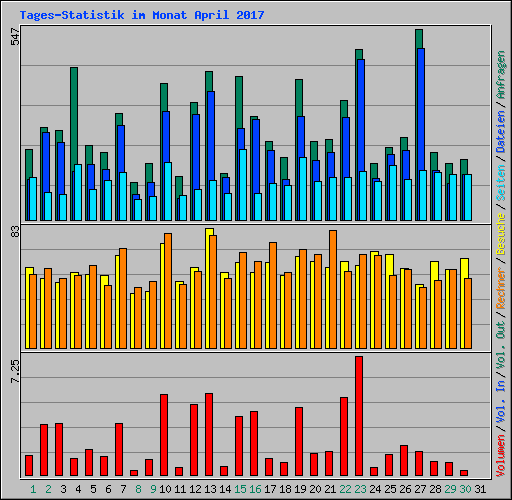 Tages-Statistik im Monat April 2017
547
83
7.25
Volumen / Vol. In / Vol. Out / Rechner / Besuche / Seiten / Dateien / Anfragen
1 2 3 4 5 6 7 8 9 10 11 12 13 14 15 16 17 18 19 20 21 22 23 24 25 26 27 28 29 30 31